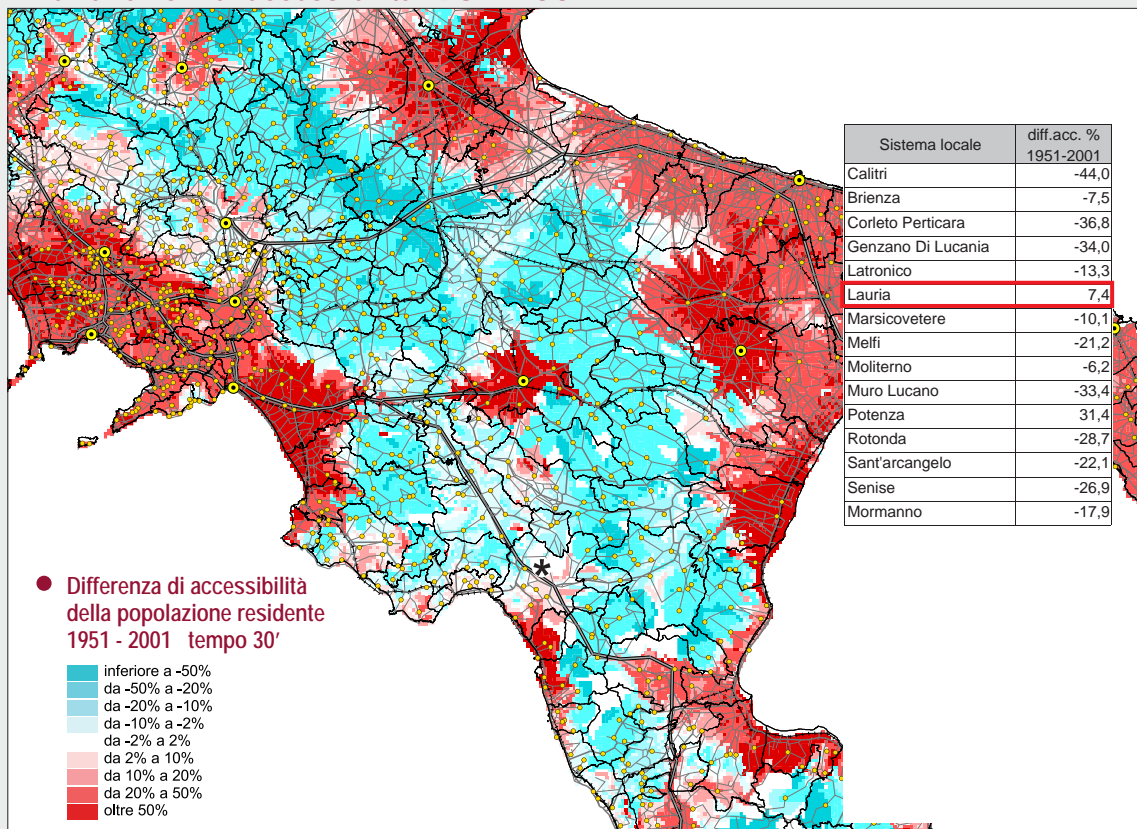 Sistema locale diff.acc. % 1951-2001
Calitri -44,0
Brienza -7,5
Corleto Perticara -36,8
Genzano Di Lucania -34,0
Latronico -13,3
Lauria 7,4
Marsicovetere -10,1
Melfi -21,2
Moliterno -6,2
Muro Lucano -33,4
Potenza 31,4
Rotonda -28,7
Sant'arcangelo -22,1
Senise -26,9
Mormanno -17,9
*
Differenza di accessibilità
della popolazione residente
1951 - 2001 tempo 30'
inferiore a -50%
da -50% a -20%
da -20% a -10%
da -10% a -2%
da -2% a 2%
da 2% a 10%
da 10% a 20%
da 20% a 50%
oltre 50%